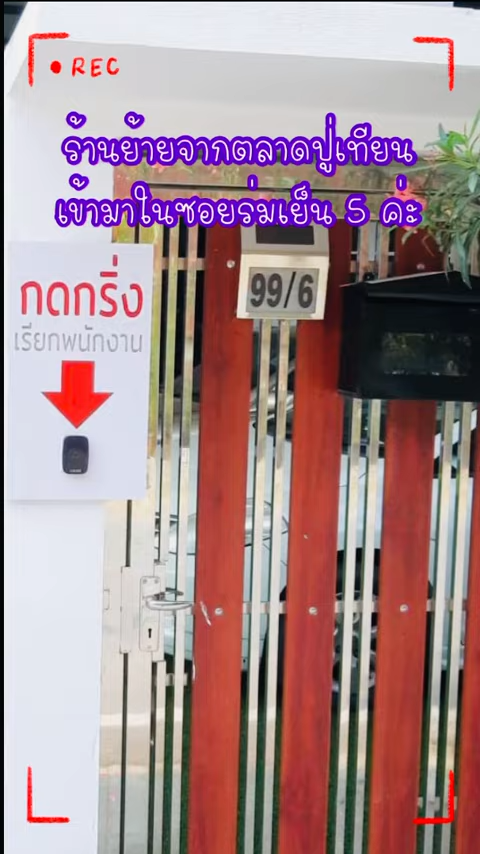 REC
ร้านย้ายจากตลาดปู่เทียน
เข้ามาในซอยร่มเย็น 5 ค่ะ
99/6
กดกริ่ง
เรียกพนักงาน